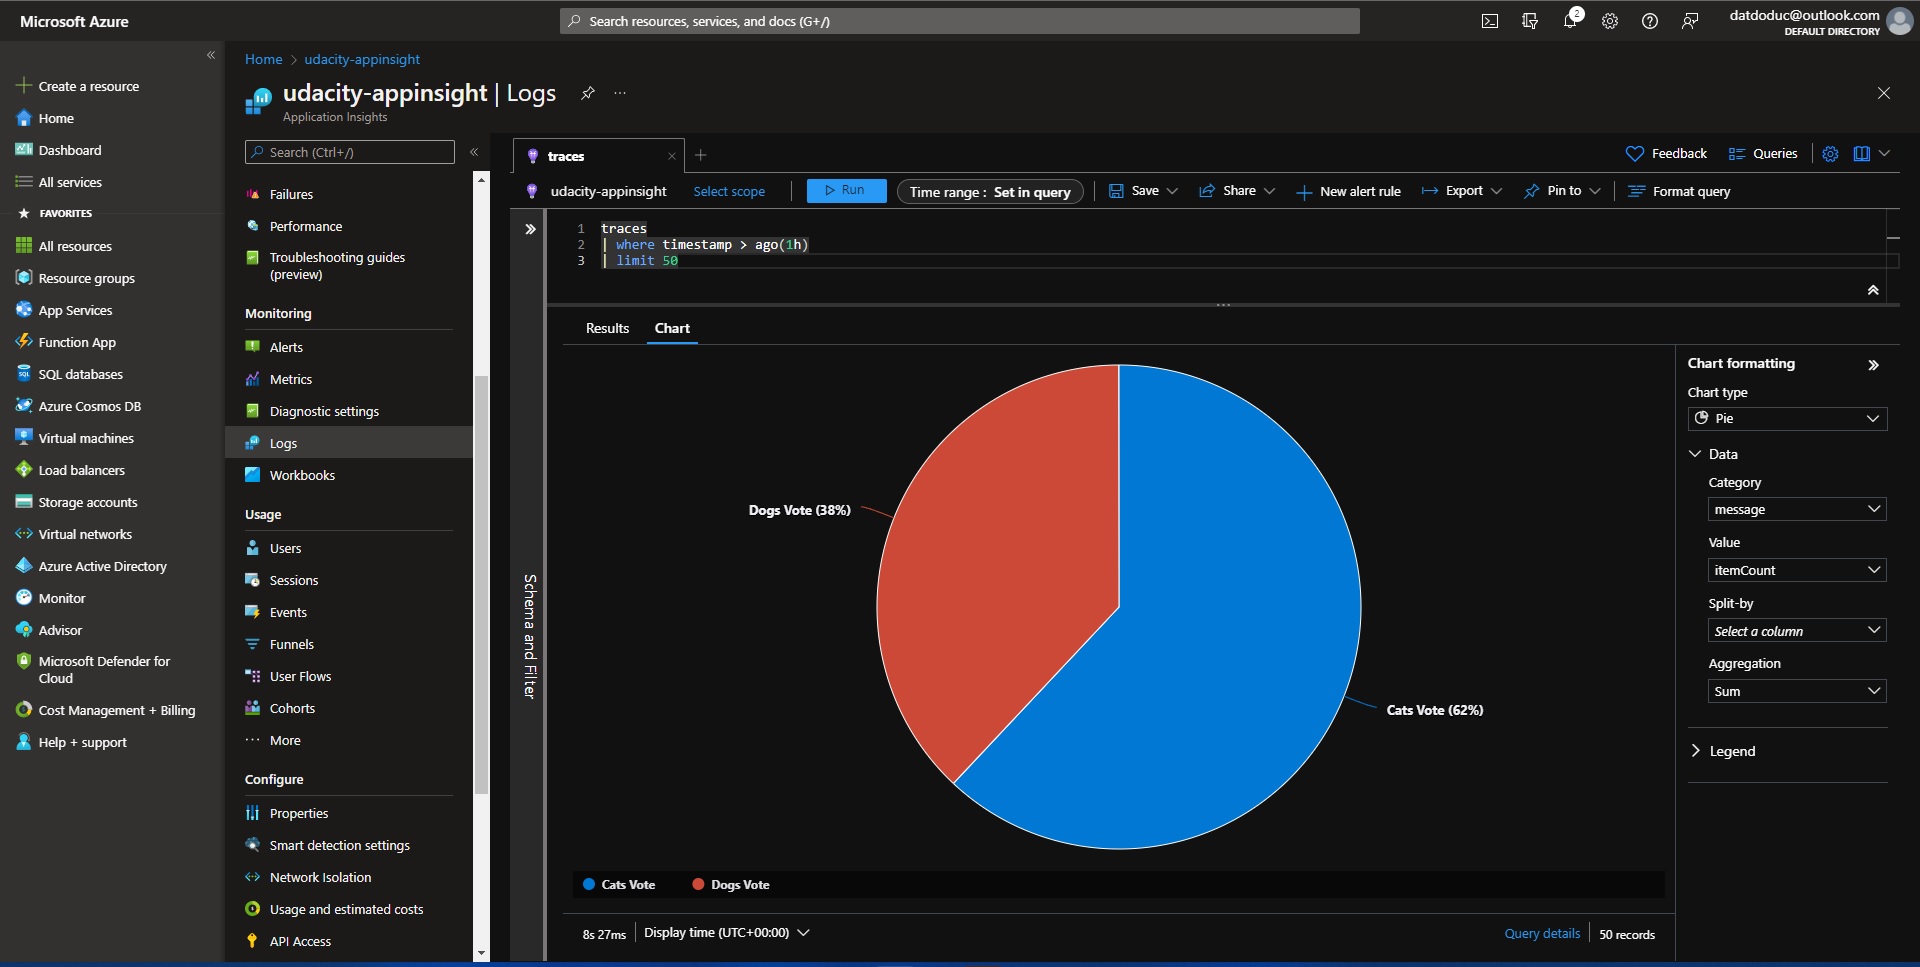 Microsoft Azure
Search resources, services, and docs (G+/)
2
datdoduc@outlook.com
DEFAULT DIRECTORY
Create a resource
Home
Dashboard
All services
FAVORITES
All resources
Resource groups
App Services
Function App
SQL databases
Azure Cosmos DB
Virtual machines
Load balancers
Storage accounts
Virtual networks
Azure Active Directory
Monitor
Advisor
Microsoft Defender for
Cloud
Cost Management + Billing
Help + support
Home > udacity-appinsight
udacity-appinsight | Logs
Application Insights
Search (Ctrl+/)
Failures
Performance
Troubleshooting guides
(preview)
Monitoring
Alerts
Metrics
Diagnostic settings
Logs
Workbooks
Usage
Users
Sessions
Events
Funnels
User Flows
Cohorts
More
Configure
Properties
Smart detection settings
Network Isolation
Usage and estimated costs
API Access
traces
Feedback
Queries
udacity-appinsight
Select scope
Run
Time range : Set in query
Save
Share
New alert rule
Export
Pin to
Format query
Schema and Filter
1 traces
2 | where timestamp > ago(1h)
3 | limit 50
Results
Chart
Dogs Vote (38%)
Cats Vote (62%)
Cats Vote
Dogs Vote
8s 27ms
Display time (UTC+00:00)
Query details
50 records
Chart formatting
Chart type
Pie
Data
Category
message
Value
itemCount
Split-by
Select a column
Aggregation
Sum
Legend